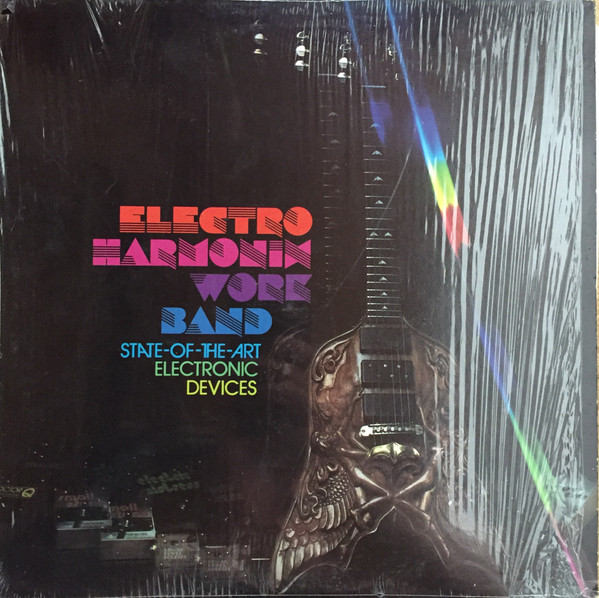 ELECTRO
HARMONIX
WORK
BAND
STATE-OF-THE-ART
ELECTRONIC
DEVICES